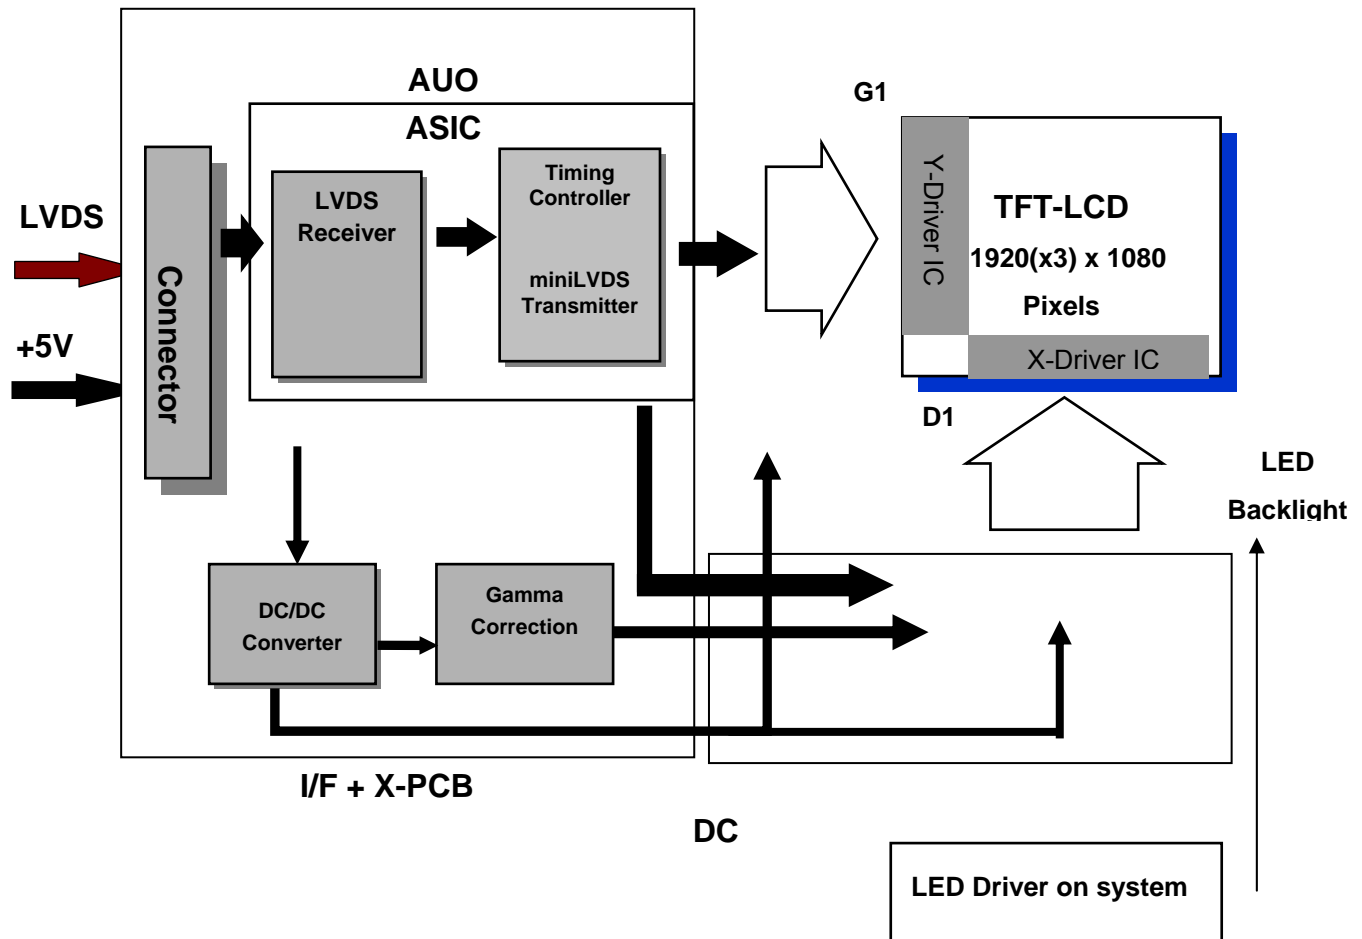 AUO
ASIC
G1
LVDS
+5V
Connector
LVDS
Receiver
Timing
Controller
miniLVDS
Transmitter
Y-Driver IC
TFT-LCD
1920(x3) x 1080
Pixels
X-Driver IC
D1
LED
Backlight
DC/DC
Converter
Gamma
Correction
I/F + X-PCB
DC
LED Driver on system